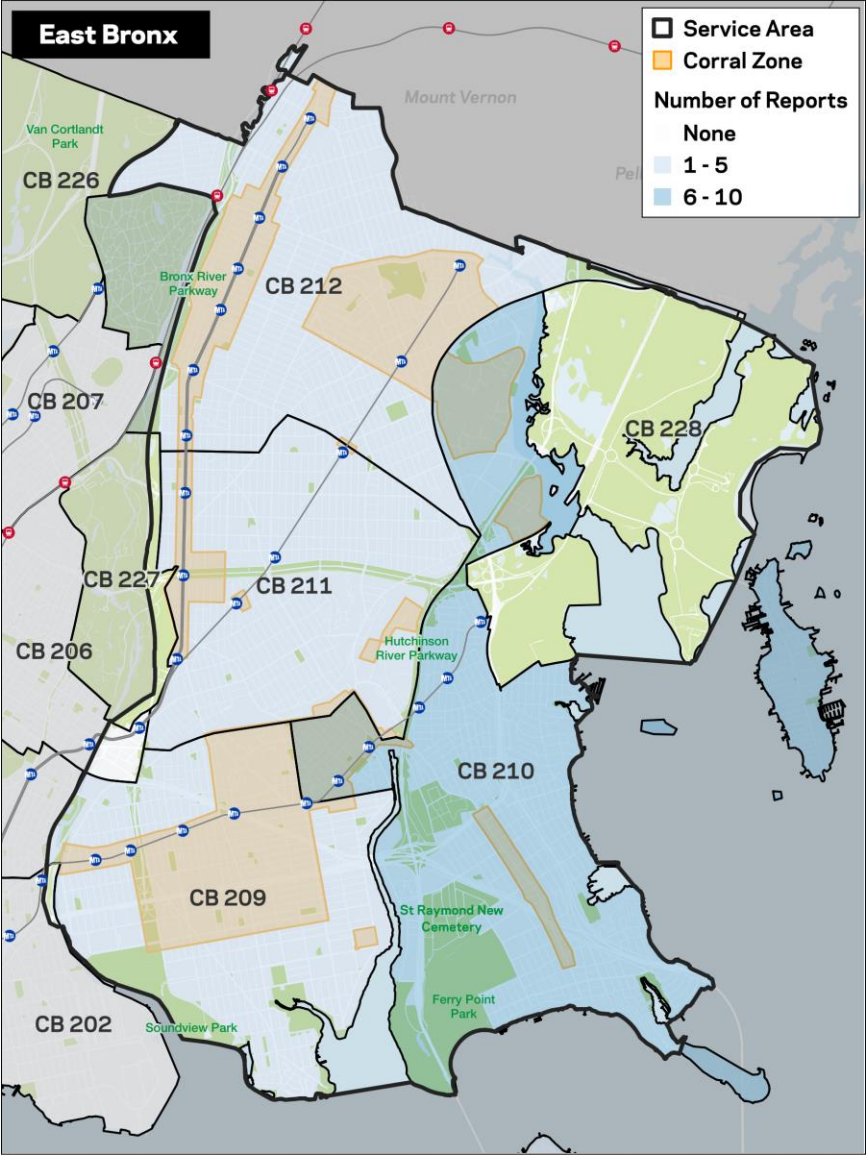 East Bronx
Service Area
Corral Zone
Number of Reports
None
1 - 5
6 - 10
Mount Vernon
Van Cortlandt
Park
CB 226
Bronx River
Parkway
CB 212
CB 207
CB 228
CB 227
CB 211
CB 206
Hutchinson
River Parkway
CB 210
CB 209
St Raymond New
Cemetery
Ferry Point
Park
CB 202
Soundview Park